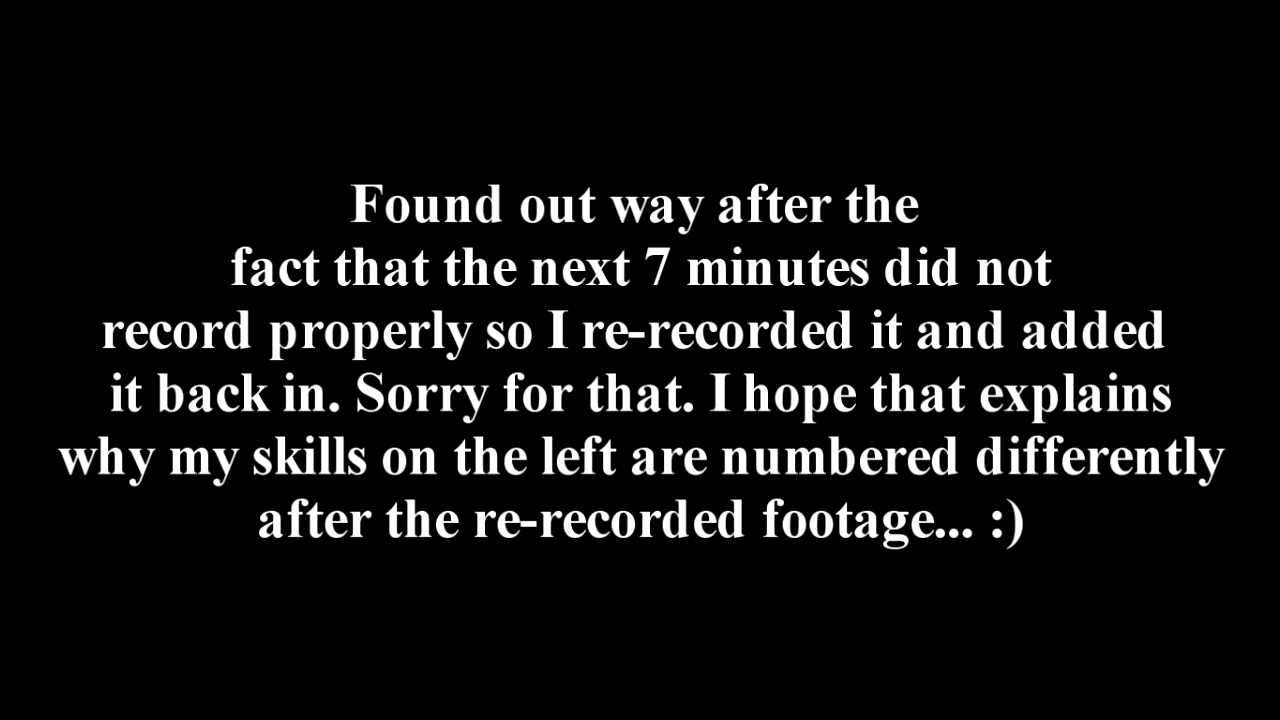 Found out way after the
fact that the next 7 minutes did not
record properly so I re-recorded it and added
it back in. Sorry for that. I hope that explains
why my skills on the left are numbered differently
after the re-recorded footage... :)